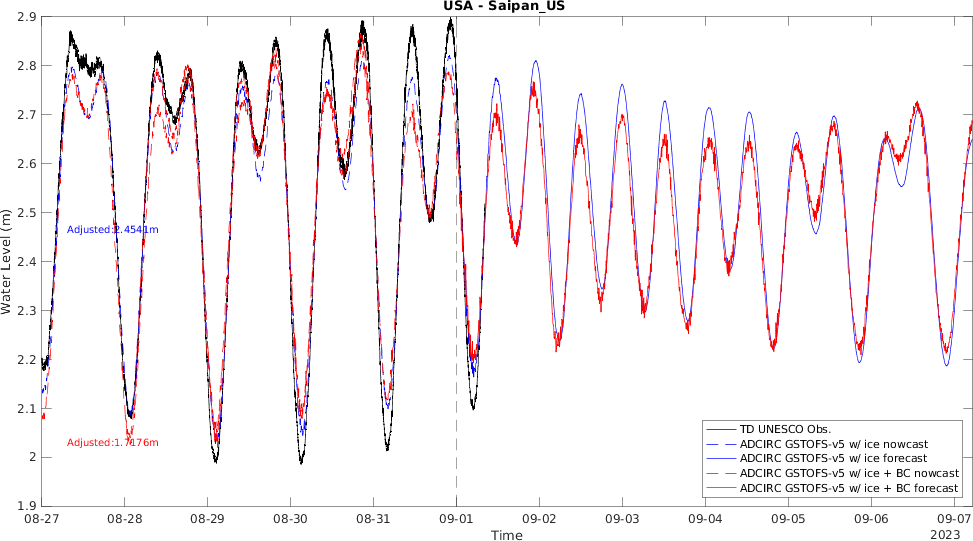 USA - Saipan_US
2.9
2.8
2.7
2.6
2.5
2.4
2.3
2.2
2.1
2
1.9
Water Level (m)
Adjusted:2.4541m
Adjusted:1.7176m
TD UNESCO Obs.
ADCIRC GSTOFS-v5 w/ ice nowcast
ADCIRC GSTOFS-v5 w/ ice forecast
ADCIRC GSTOFS-v5 w/ ice + BC nowcast
ADCIRC GSTOFS-v5 w/ ice + BC forecast
08-27 08-28 08-29 08-30 08-31 09-01 09-02 09-03 09-04 09-05 09-06 09-07
Time
2023